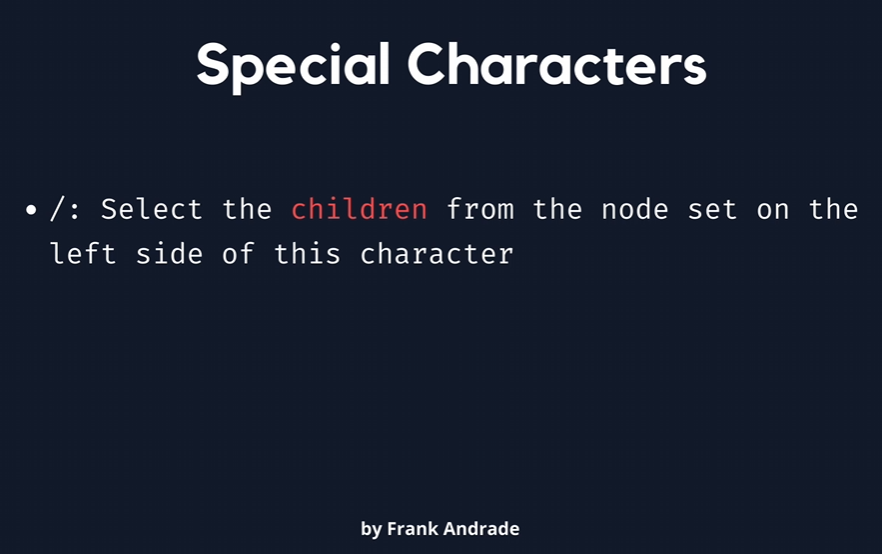 Special Characters
• /: Select the children from the node set on the
left side of this character
by Frank Andrade